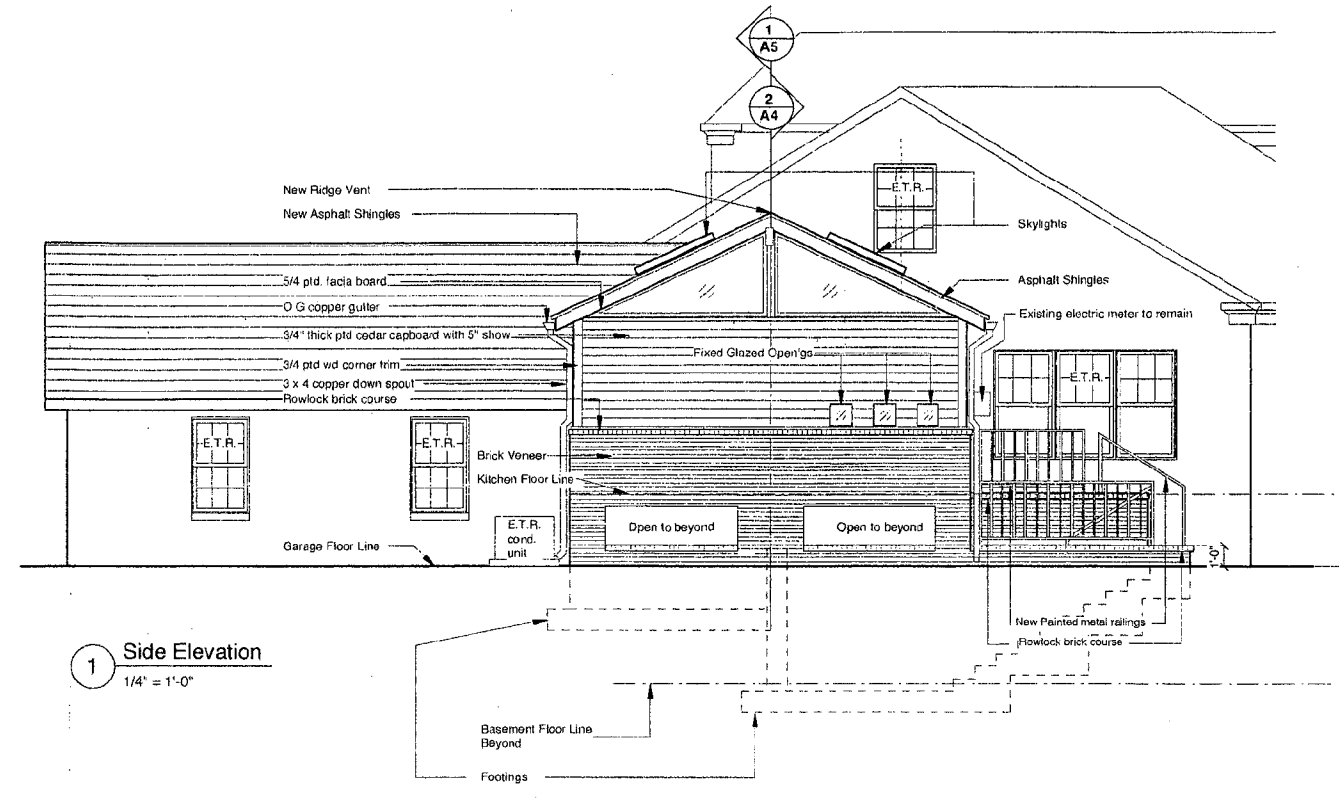 1
A5
2
A4
New Ridge Vent
E.T.R.
New Asphalt Shingles
Skylights
5/4 ptd. facia board
Asphalt Shingles
O G copper gutter
Existing electric meter to remain
3/4" thick ptd cedar capboard with 5" show
Fixed Glazed Open'gs
3/4 ptd wd corner trim
E.T.R.
3 x 4 copper down spout
Rowlock brick course
E.T.R.
E.T.R.
Brick Veneer
Kitchen Floor Line
Open to beyond
Open to beyond
E.T.R.
cond.
unit
Garage Floor Line
1'-0"
New Painted metal railings
Rowlock brick course
1
Side Elevation
1/4" = 1'-0"
Basement Floor Line
Beyond
Footings